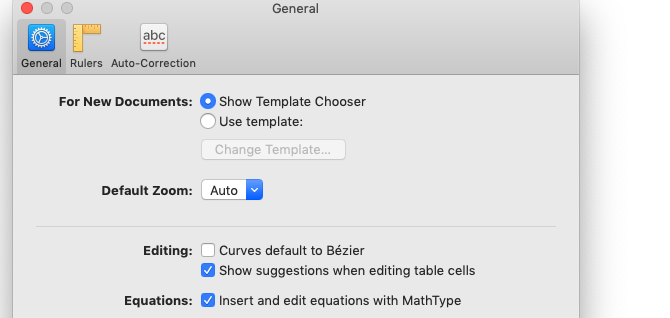 General
abc
General Rulers Auto-Correction
For New Documents: Show Template Chooser
Use template:
Change Template...
Default Zoom: Auto
Editing: Curves default to Bézier
Show suggestions when editing table cells
Equations: Insert and edit equations with MathType